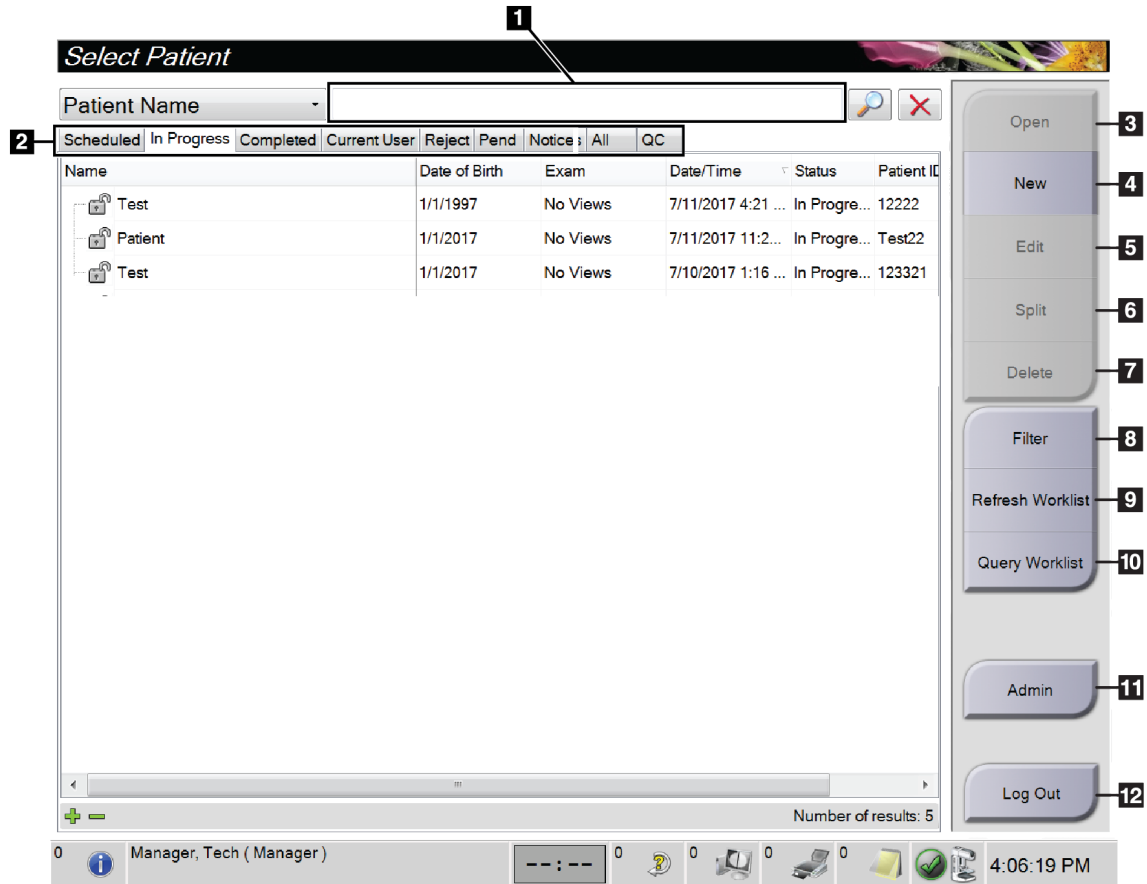 1
Select Patient
Patient Name
2
Scheduled In Progress Completed Current User Reject Pend Notices All QC
Name Date of Birth Exam Date/Time Status Patient ID
Test 1/1/1997 No Views 7/11/2017 4:21 ... In Progre... 12222
Patient 1/1/2017 No Views 7/11/2017 11:2... In Progre... Test22
Test 1/1/2017 No Views 7/10/2017 1:16 ... In Progre... 123321
Number of results: 5
Open 3
New 4
Edit 5
Split 6
Delete 7
Filter 8
Refresh Worklist 9
Query Worklist 10
Admin 11
Log Out 12
0 Manager, Tech ( Manager ) --:-- 0 0 0 0 4:06:19 PM